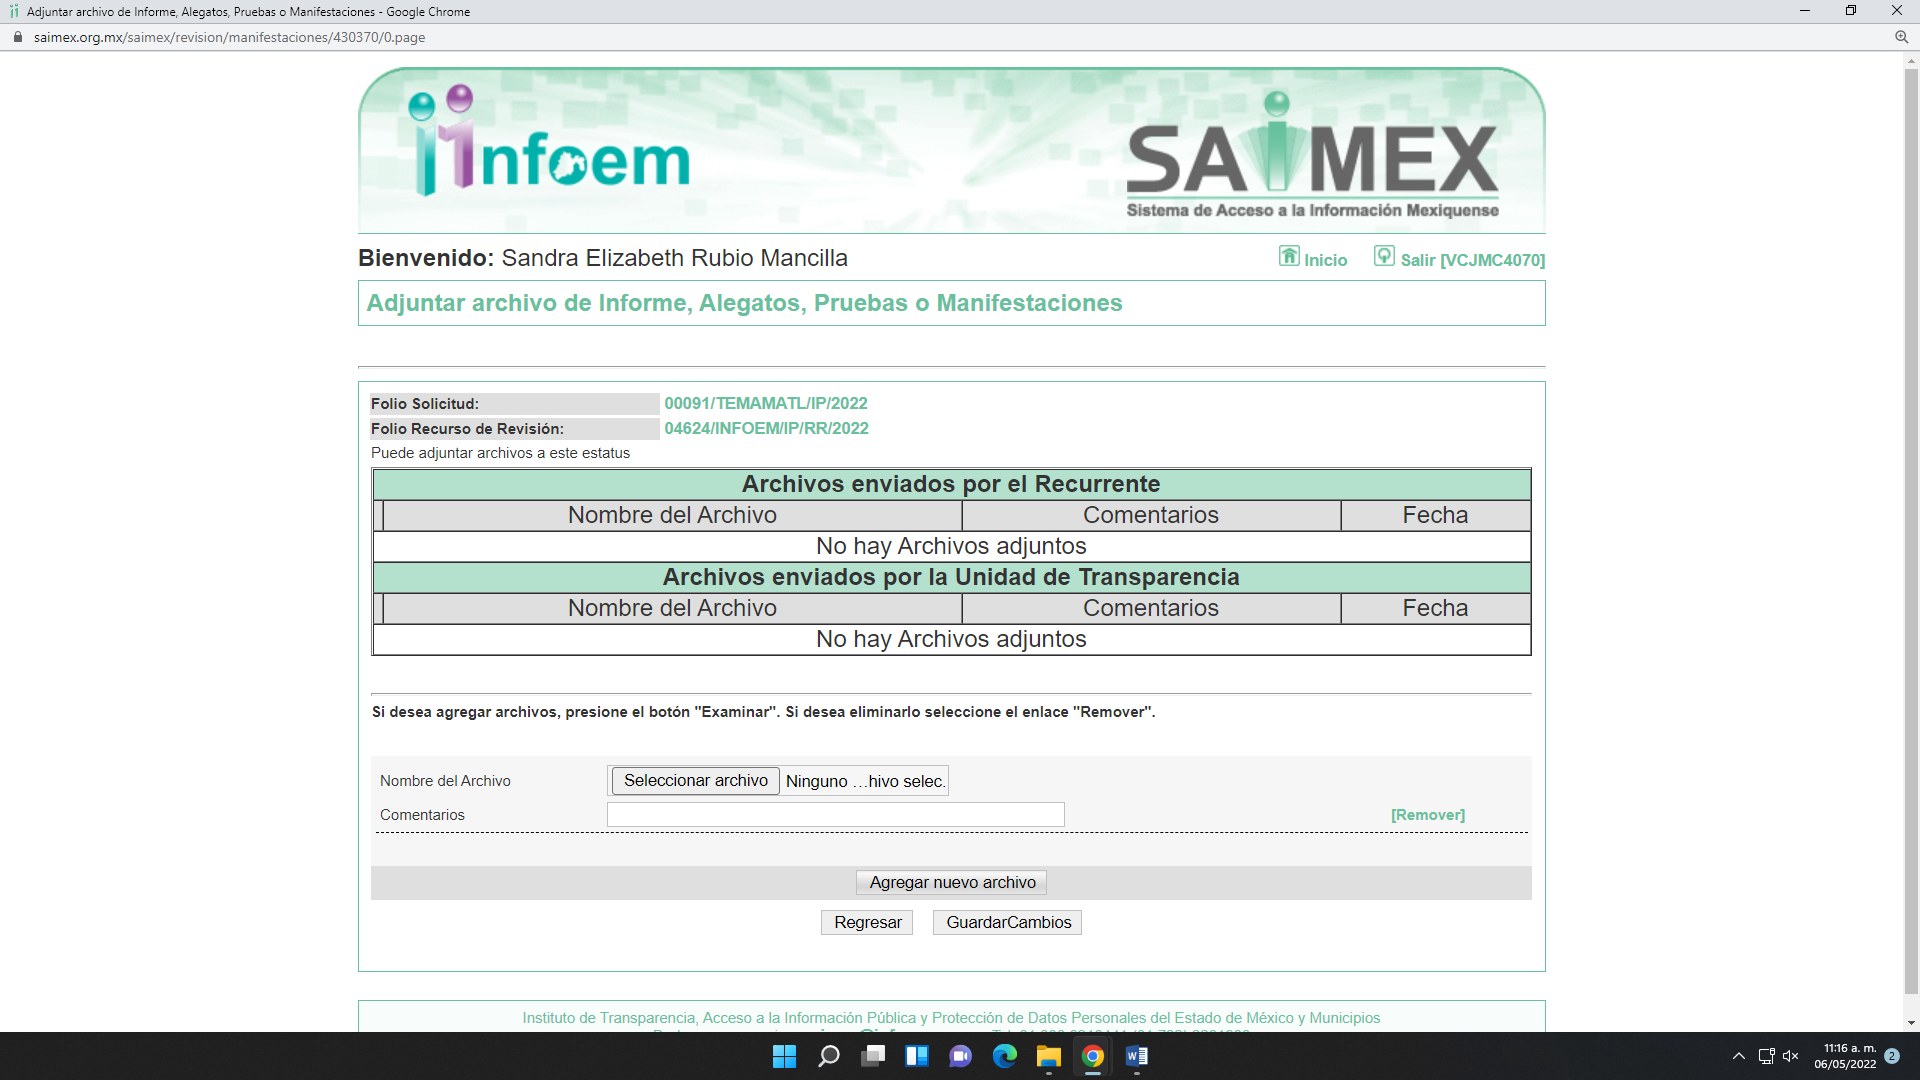 Adjuntar archivo de Informe, Alegatos, Pruebas o Manifestaciones - Google Chrome
saimex.org.mx/saimex/revision/manifestaciones/430370/0.page
infoem
SAIMEX
Sistema de Acceso a la Información Mexiquense
Bienvenido: Sandra Elizabeth Rubio Mancilla
Inicio
Salir [VCJMC4070]
Adjuntar archivo de Informe, Alegatos, Pruebas o Manifestaciones
Folio Solicitud: 00091/TEMAMATL/IP/2022
Folio Recurso de Revisión: 04624/INFOEM/IP/RR/2022
Puede adjuntar archivos a este estatus
Archivos enviados por el Recurrente
Nombre del Archivo Comentarios Fecha
No hay Archivos adjuntos
Archivos enviados por la Unidad de Transparencia
Nombre del Archivo Comentarios Fecha
No hay Archivos adjuntos
Si desea agregar archivos, presione el botón "Examinar". Si desea eliminarlo seleccione el enlace "Remover".
Nombre del Archivo Seleccionar archivo Ninguno ...hivo selec.
Comentarios [Remover]
Agregar nuevo archivo
Regresar GuardarCambios
Instituto de Transparencia, Acceso a la Información Pública y Protección de Datos Personales del Estado de México y Municipios
11:16 a. m.
06/05/2022
2